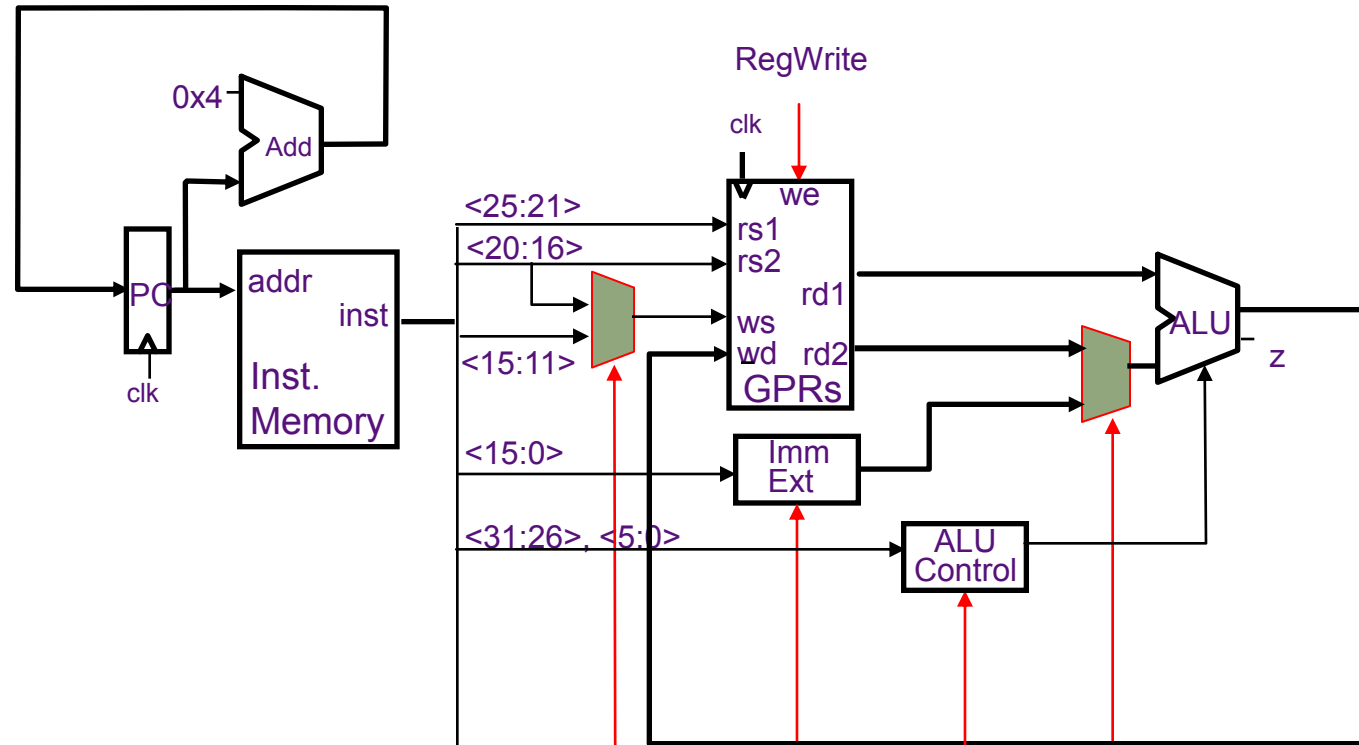 RegWrite
0x4
Add
clk
we
<25:21>
rs1
<20:16>
rs2
PC
addr
inst
rd1
ws
ALU
<15:11>
wd
rd2
z
clk
Inst.
Memory
GPRs
<15:0>
Imm
Ext
<31:26>, <5:0>
ALU
Control